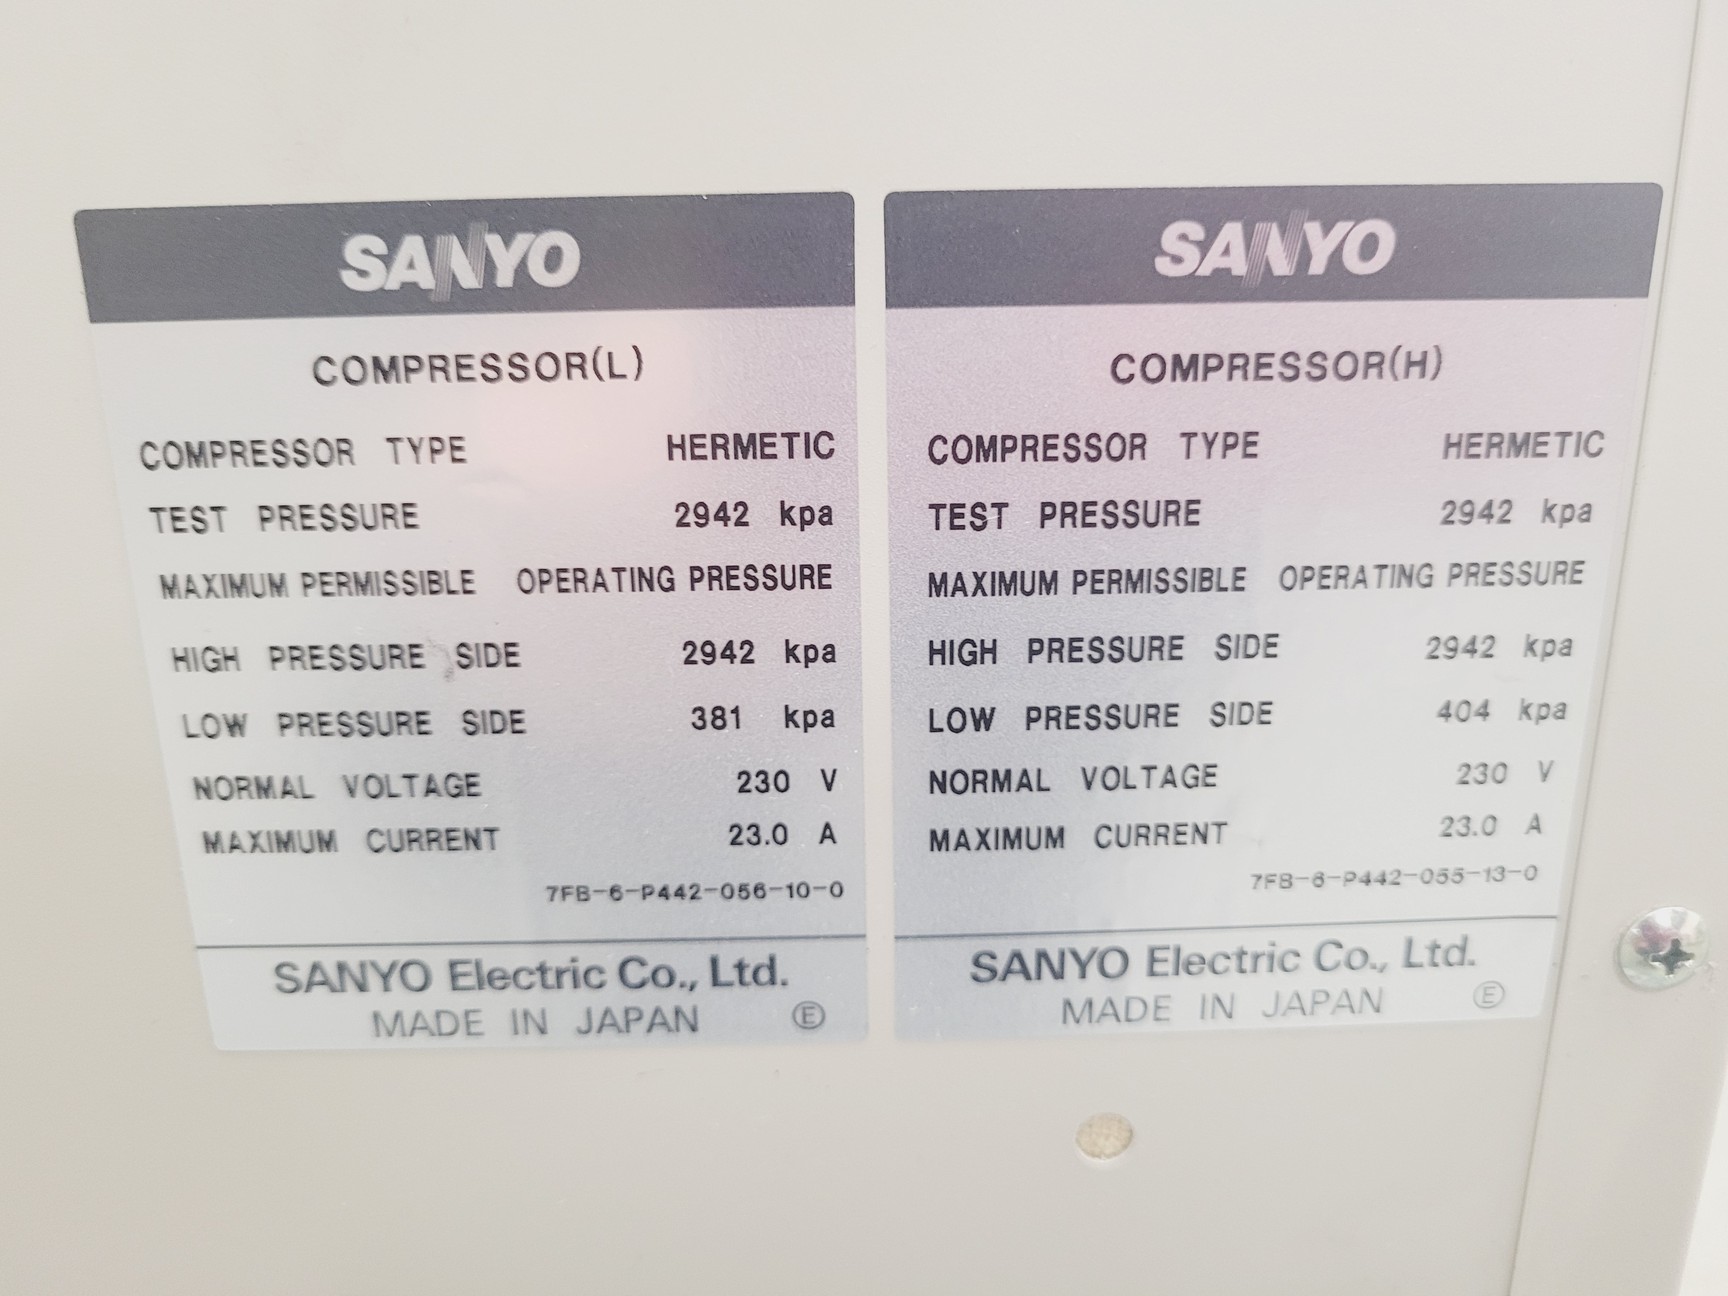 SANYO
COMPRESSOR(L)
COMPRESSOR TYPE HERMETIC
TEST PRESSURE 2942 kpa
MAXIMUM PERMISSIBLE OPERATING PRESSURE
HIGH PRESSURE SIDE 2942 kpa
LOW PRESSURE SIDE 381 kpa
NORMAL VOLTAGE 230 V
MAXIMUM CURRENT 23.0 A
7FB-6-P442-056-10-0
SANYO Electric Co., Ltd.
MADE IN JAPAN Ⓔ
SANYO
COMPRESSOR(H)
COMPRESSOR TYPE HERMETIC
TEST PRESSURE 2942 kpa
MAXIMUM PERMISSIBLE OPERATING PRESSURE
HIGH PRESSURE SIDE 2942 kpa
LOW PRESSURE SIDE 404 kpa
NORMAL VOLTAGE 230 V
MAXIMUM CURRENT 23.0 A
7FB-6-P442-055-13-0
SANYO Electric Co., Ltd.
MADE IN JAPAN Ⓔ